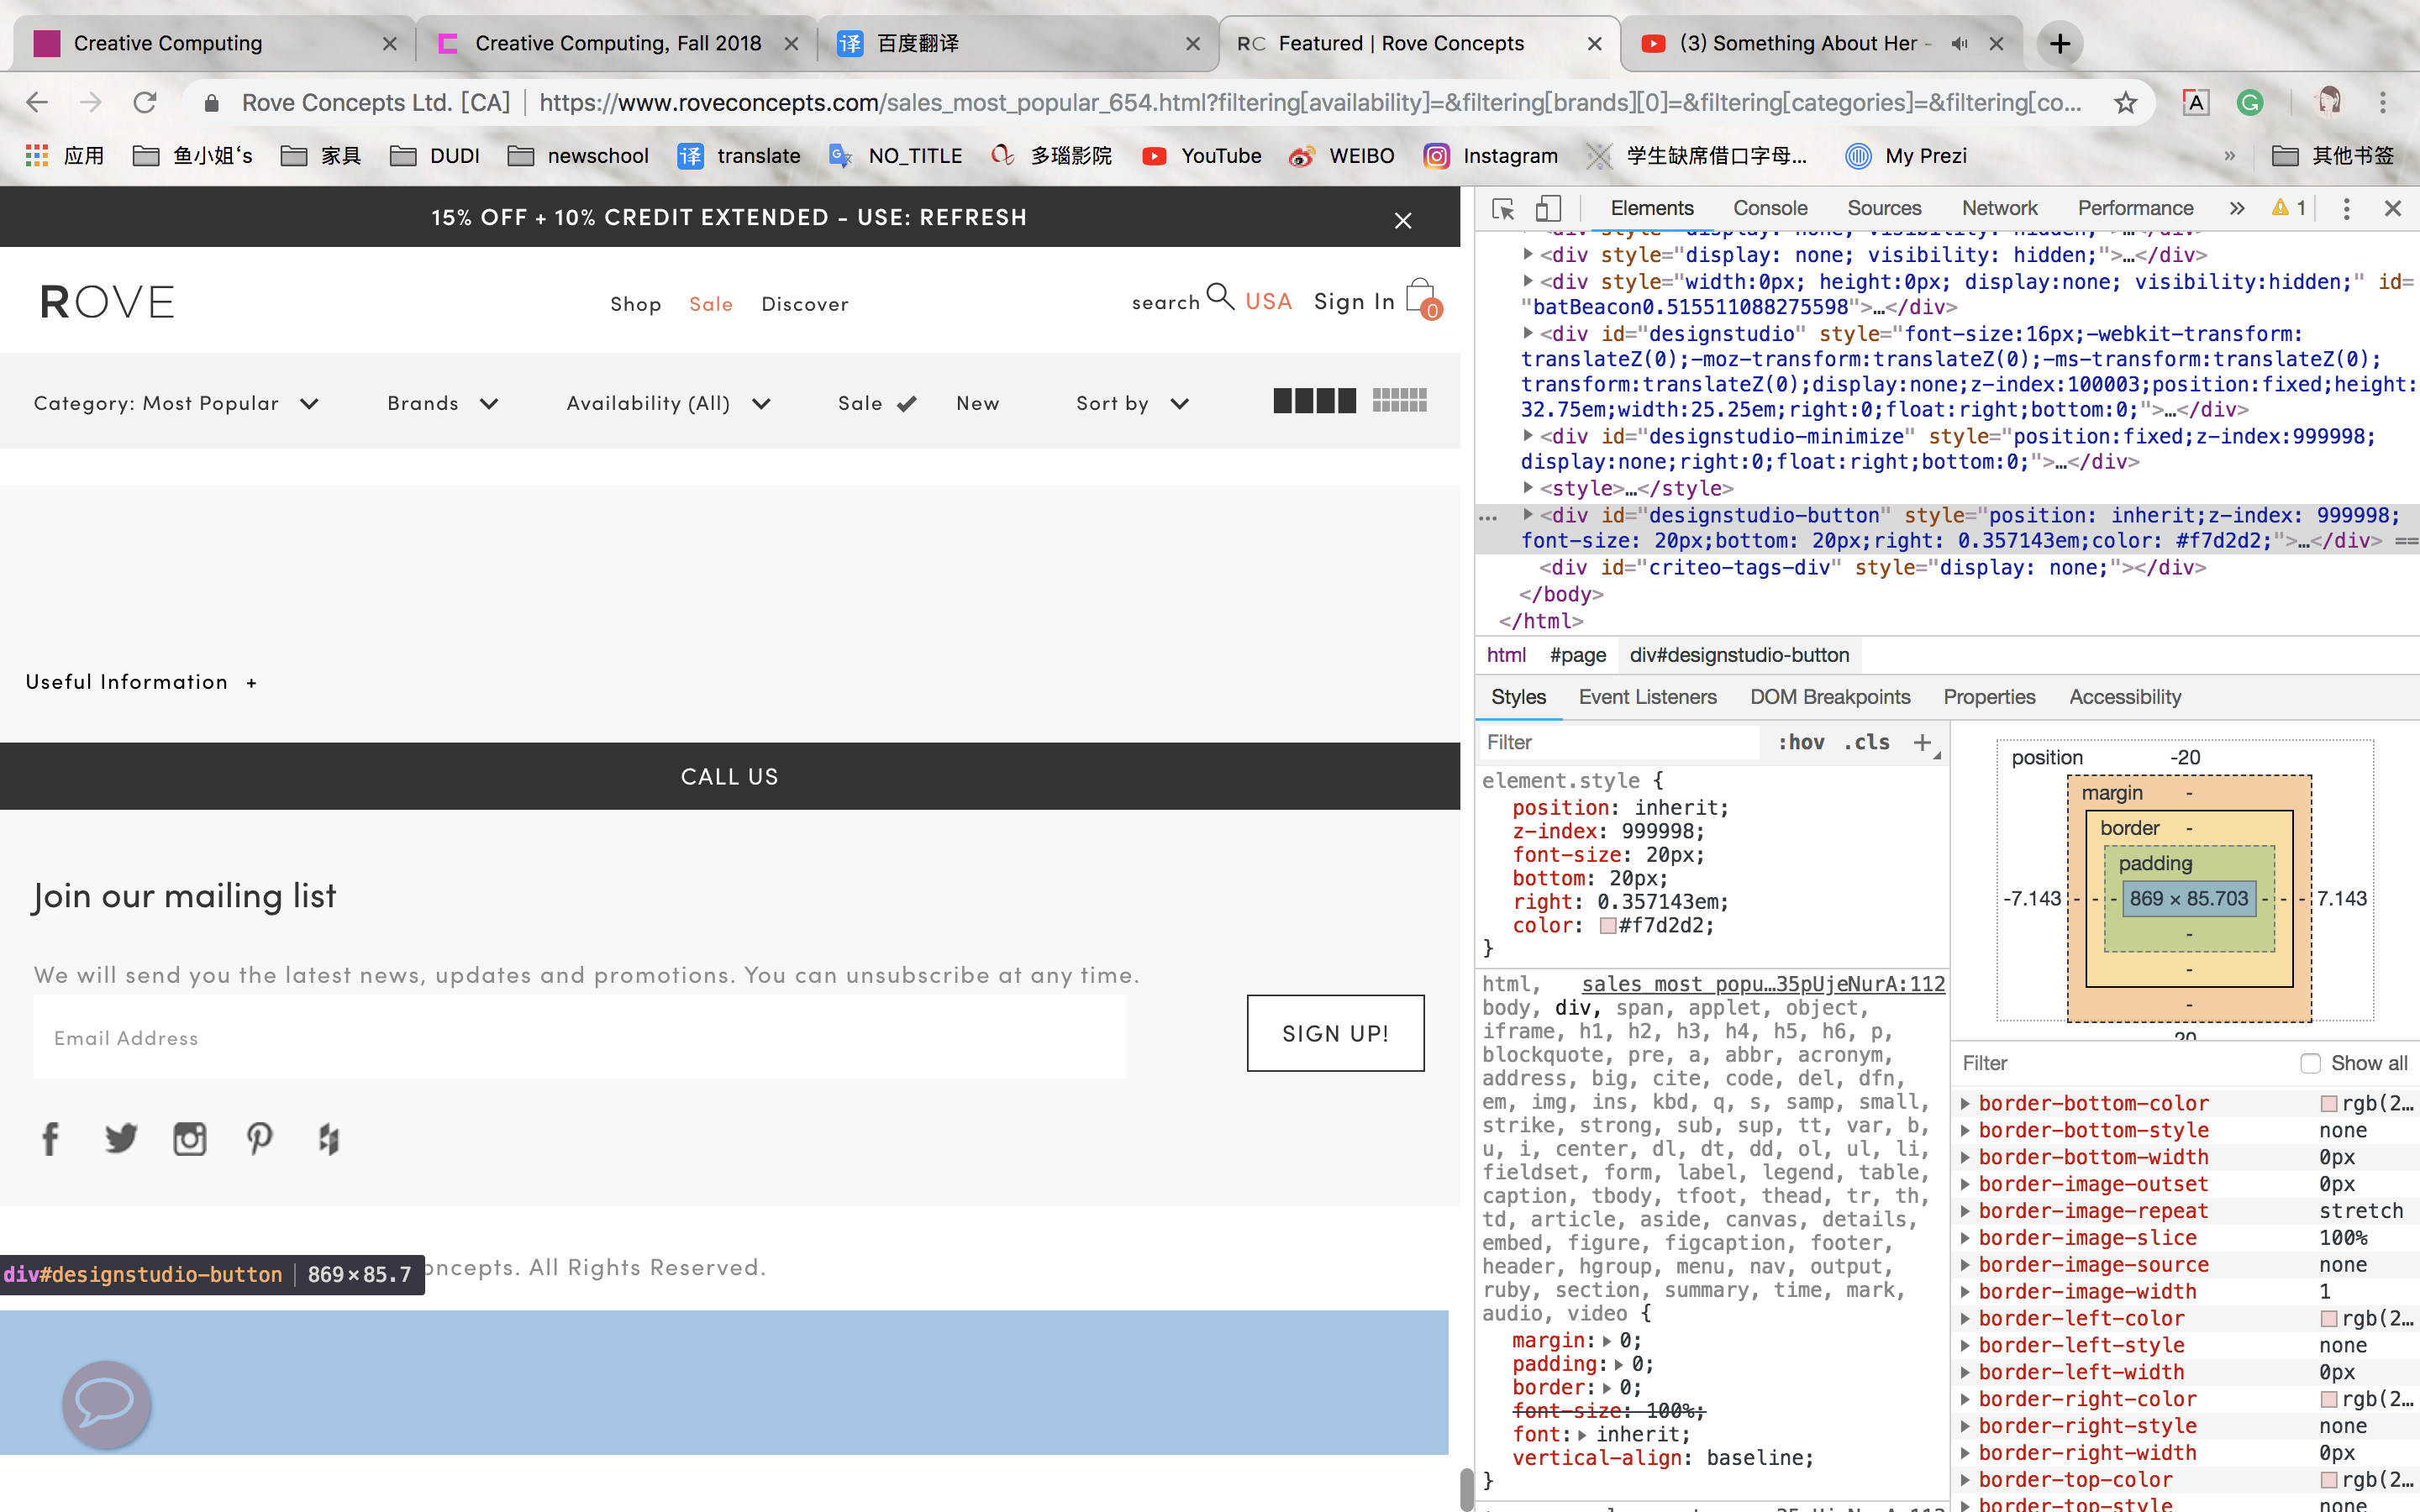 Creative Computing
Creative Computing, Fall 2018
译 百度翻译
RC Featured | Rove Concepts
(3) Something About Her -
Rove Concepts Ltd. [CA] | https://www.roveconcepts.com/sales_most_popular_654.html?filtering[availability]=&filtering[brands][0]=&filtering[categories]=&filtering[co...
应用 鱼小姐‘s 家具 DUDI newschool 译 translate NO_TITLE 多瑙影院 YouTube WEIBO Instagram 学生缺席借口字母... My Prezi » 其他书签
15% OFF + 10% CREDIT EXTENDED - USE: REFRESH
ROVE
Shop Sale Discover
search USA Sign In 0
Category: Most Popular Brands Availability (All) Sale New Sort by
Useful Information +
CALL US
Join our mailing list
We will send you the latest news, updates and promotions. You can unsubscribe at any time.
Email Address
SIGN UP!
oncepts. All Rights Reserved.
div#designstudio-button | 869×85.7
Elements Console Sources Network Performance » 1
<div style="display: none; visibility: hidden;">…</div>
<div style="display: none; visibility: hidden;">…</div>
<div style="width:0px; height:0px; display:none; visibility:hidden;" id=
"batBeacon0.515511088275598">…</div>
<div id="designstudio" style="font-size:16px;-webkit-transform:
translateZ(0);-moz-transform:translateZ(0);-ms-transform:translateZ(0);
transform:translateZ(0);display:none;z-index:100003;position:fixed;height:
32.75em;width:25.25em;right:0;float:right;bottom:0;">…</div>
<div id="designstudio-minimize" style="position:fixed;z-index:999998;
display:none;right:0;float:right;bottom:0;">…</div>
<style>…</style>
… <div id="designstudio-button" style="position: inherit;z-index: 999998;
font-size: 20px;bottom: 20px;right: 0.357143em;color: #f7d2d2;">…</div> ==
<div id="criteo-tags-div" style="display: none;"></div>
</body>
</html>
html #page div#designstudio-button
Styles Event Listeners DOM Breakpoints Properties Accessibility
Filter :hov .cls +
element.style {
position: inherit;
z-index: 999998;
font-size: 20px;
bottom: 20px;
right: 0.357143em;
color: #f7d2d2;
}
html, sales_most_popu…35pUjeNurA:112
body, div, span, applet, object,
iframe, h1, h2, h3, h4, h5, h6, p,
blockquote, pre, a, abbr, acronym,
address, big, cite, code, del, dfn,
em, img, ins, kbd, q, s, samp, small,
strike, strong, sub, sup, tt, var, b,
u, i, center, dl, dt, dd, ol, ul, li,
fieldset, form, label, legend, table,
caption, tbody, tfoot, thead, tr, th,
td, article, aside, canvas, details,
embed, figure, figcaption, footer,
header, hgroup, menu, nav, output,
ruby, section, summary, time, mark,
audio, video {
margin: 0;
padding: 0;
border: 0;
font-size: 100%;
font: inherit;
vertical-align: baseline;
}
position -20
margin -
border -
padding -
-7.143 - - - 869 × 85.703 - - - 7.143
-
-
-
20
Filter Show all
border-bottom-color rgb(2…
border-bottom-style none
border-bottom-width 0px
border-image-outset 0px
border-image-repeat stretch
border-image-slice 100%
border-image-source none
border-image-width 1
border-left-color rgb(2…
border-left-style none
border-left-width 0px
border-right-color rgb(2…
border-right-style none
border-right-width 0px
border-top-color rgb(2…
border-top-style none